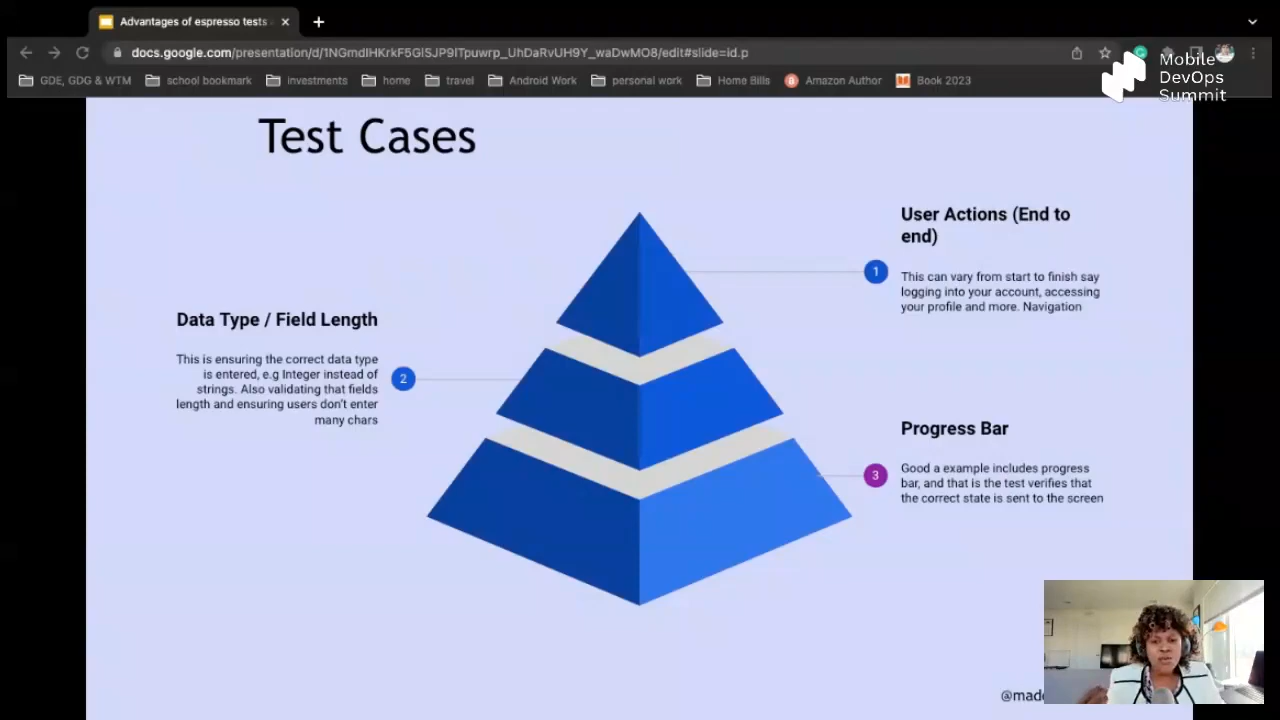 Advantages of espresso tests
docs.google.com/presentation/d/1NGmdIHKrkF5GlSJP9ITpuwrp_UhDaRvUH9Y_waDwMO8/edit#slide=id.p
GDE, GDG & WTM
school bookmark
investments
home
travel
Android Work
personal work
Home Bills
Amazon Author
Book 2023
Mobile
DevOps
Summit
Test Cases
User Actions (End to
end)
1
This can vary from start to finish say
logging into your account, accessing
your profile and more. Navigation
Data Type / Field Length
This is ensuring the correct data type
is entered, e.g Integer instead of
strings. Also validating that fields
length and ensuring users don't enter
many chars
2
Progress Bar
3
Good a example includes progress
bar, and that is the test verifies that
the correct state is sent to the screen